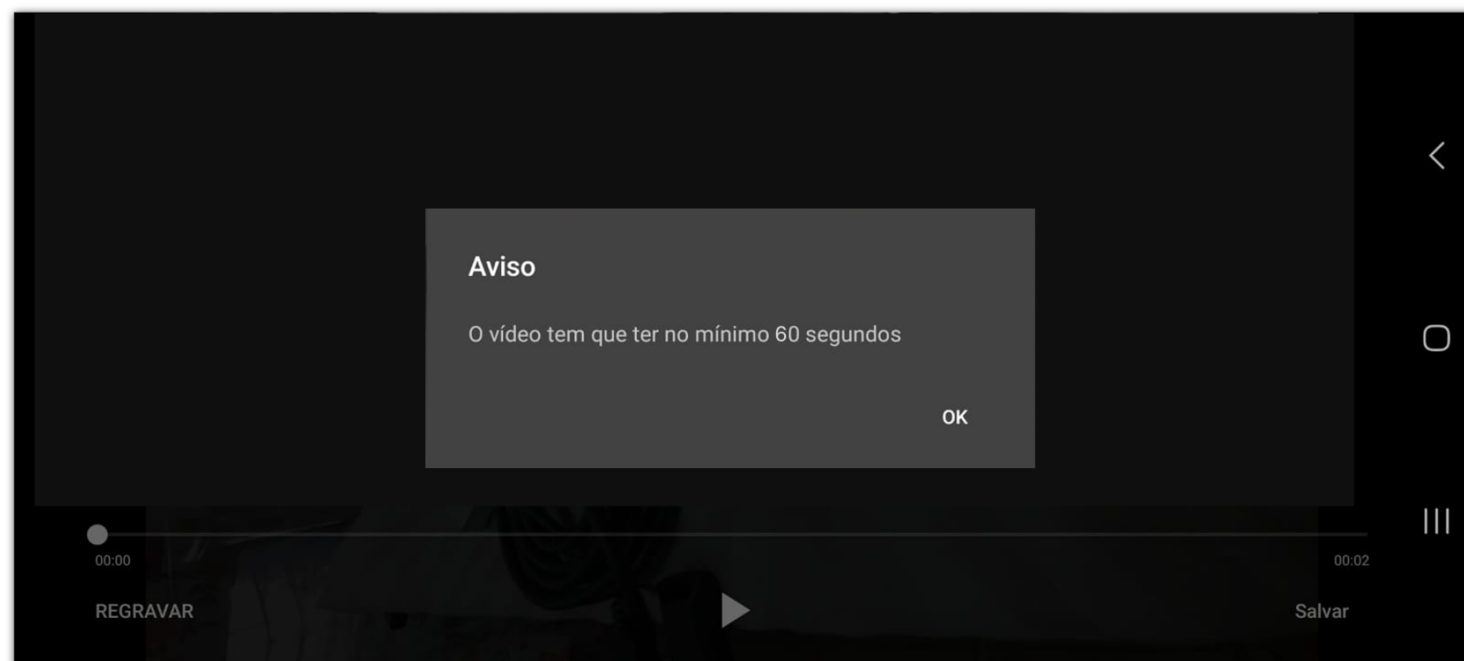 Aviso
O vídeo tem que ter no mínimo 60 segundos
OK
00:00
00:02
REGRAVAR
Salvar